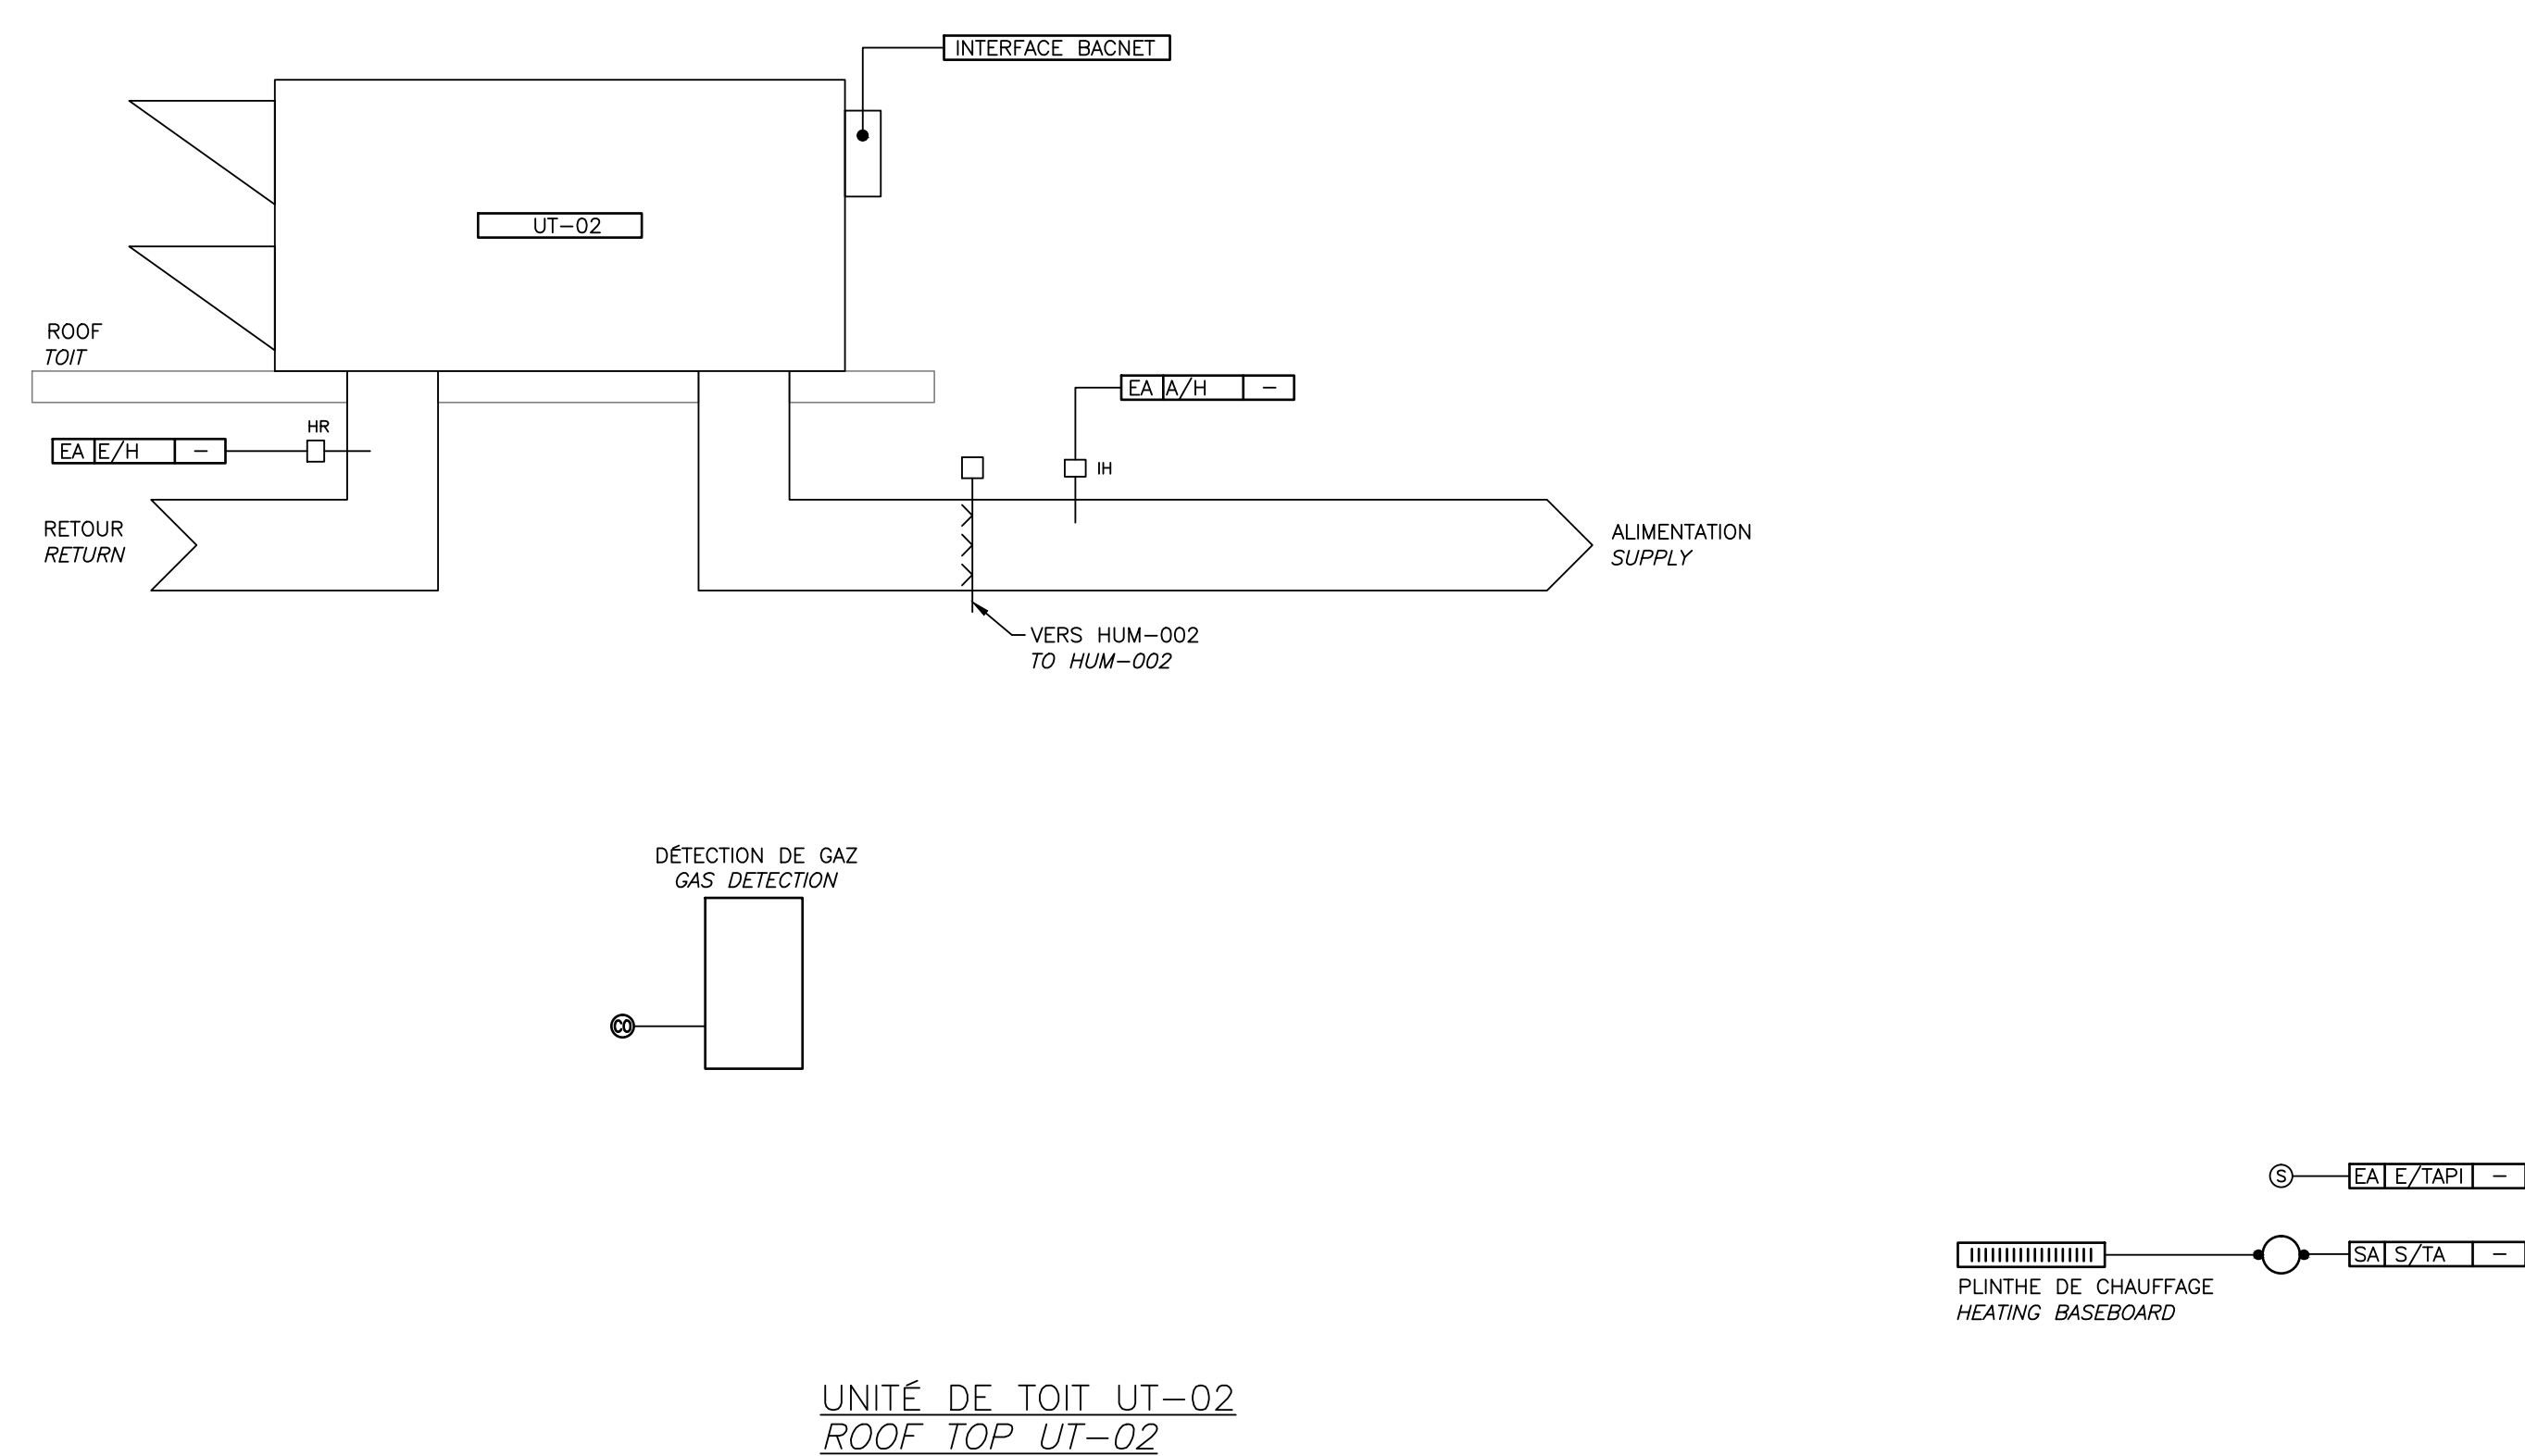 INTERFACE BACNET
UT-02
ROOF
TOIT
EA A/H -
HR
EA E/H -
IH
RETOUR
RETURN
ALIMENTATION
SUPPLY
VERS HUM-002
TO HUM-002
DÉTECTION DE GAZ
GAS DETECTION
CO
S EA E/TAPI -
SA S/TA -
PLINTHE DE CHAUFFAGE
HEATING BASEBOARD
UNITÉ DE TOIT UT-02
ROOF TOP UT-02